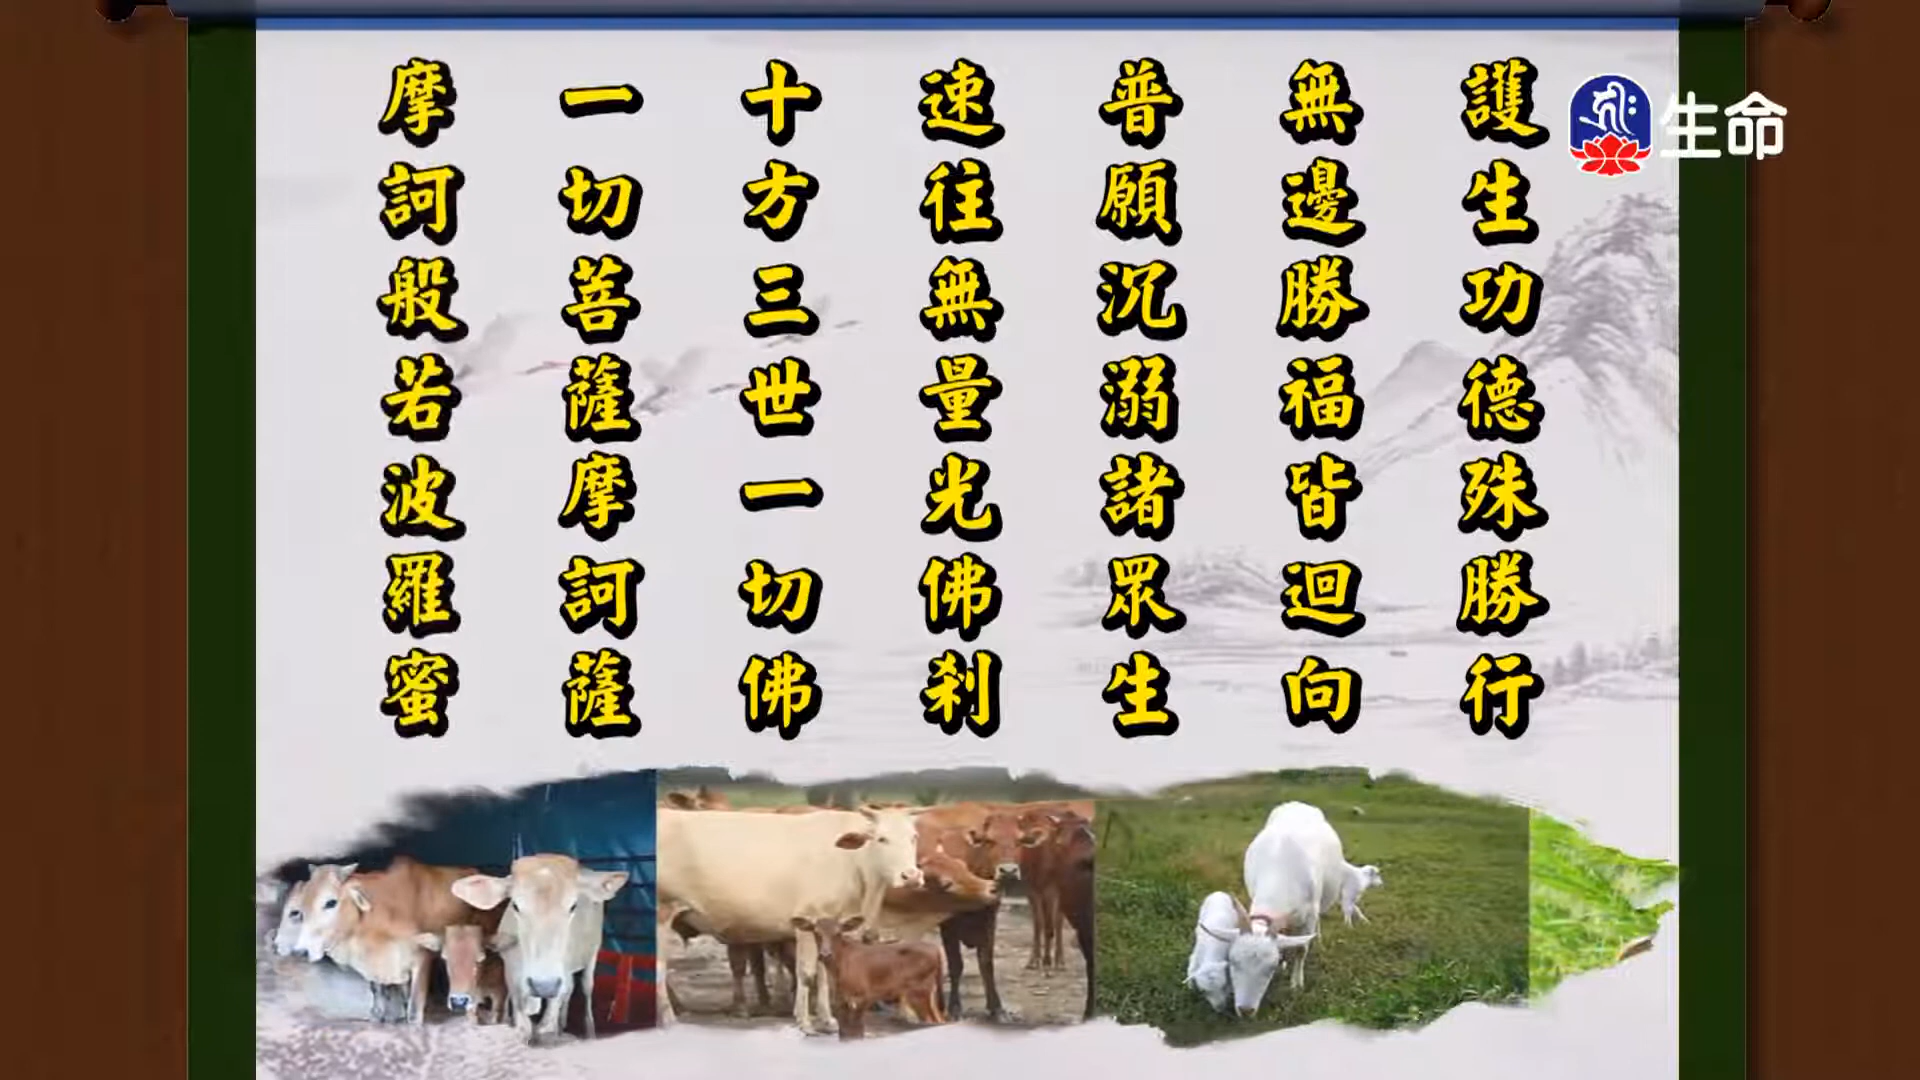 護生功德殊勝行
無邊勝福皆迴向
普願沉溺諸眾生
速往無量光佛剎
十方三世一切佛
一切菩薩摩訶薩
摩訶般若波羅蜜
生命